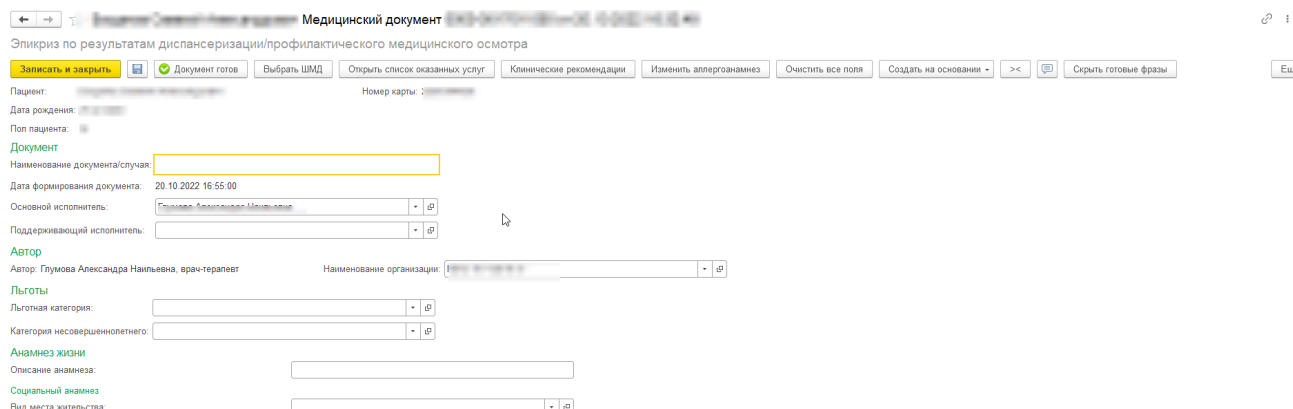 Медицинский документ
Эпикриз по результатам диспансеризации/профилактического медицинского осмотра
Записать и закрыть Документ готов Выбрать ШМД Открыть список оказанных услуг Клинические рекомендации Изменить аллергоанамнез Очистить все поля Создать на основании >< Скрыть готовые фразы Ещ
Пациент: Номер карты:
Дата рождения:
Пол пациента:
Документ
Наименование документа/случая:
Дата формирования документа: 20.10.2022 16:55:00
Основной исполнитель:
Поддерживающий исполнитель:
Автор
Автор: Глумова Александра Наильевна, врач-терапевт Наименование организации:
Льготы
Льготная категория:
Категория несовершеннолетнего:
Анамнез жизни
Описание анамнеза:
Социальный анамнез
Вид места жительства: